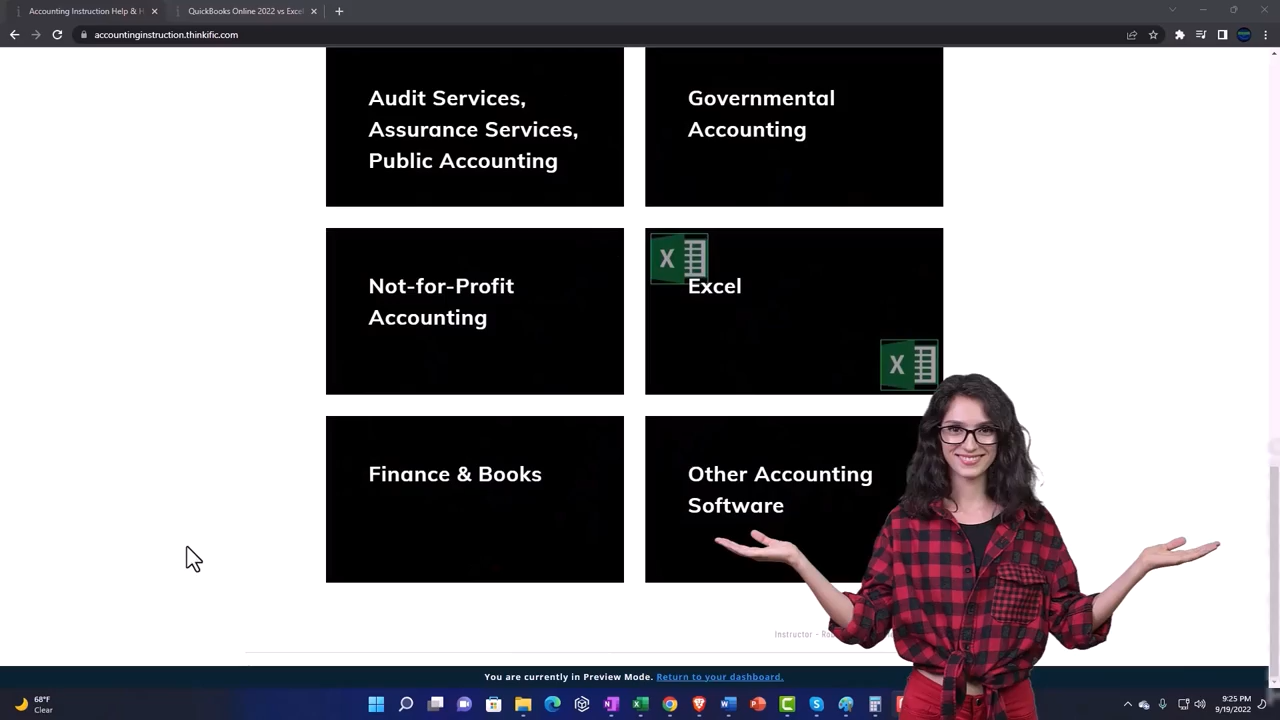 Accounting Instruction Help & H
QuickBooks Online 2022 vs Excel
accountinginstruction.thinkific.com
Audit Services,
Assurance Services,
Public Accounting
Governmental
Accounting
Not-for-Profit
Accounting
X
Excel
X
Finance & Books
Other Accounting
Software
Instructor -
You are currently in Preview Mode. Return to your dashboard.
68°F
Clear
9:25 PM
9/19/2022